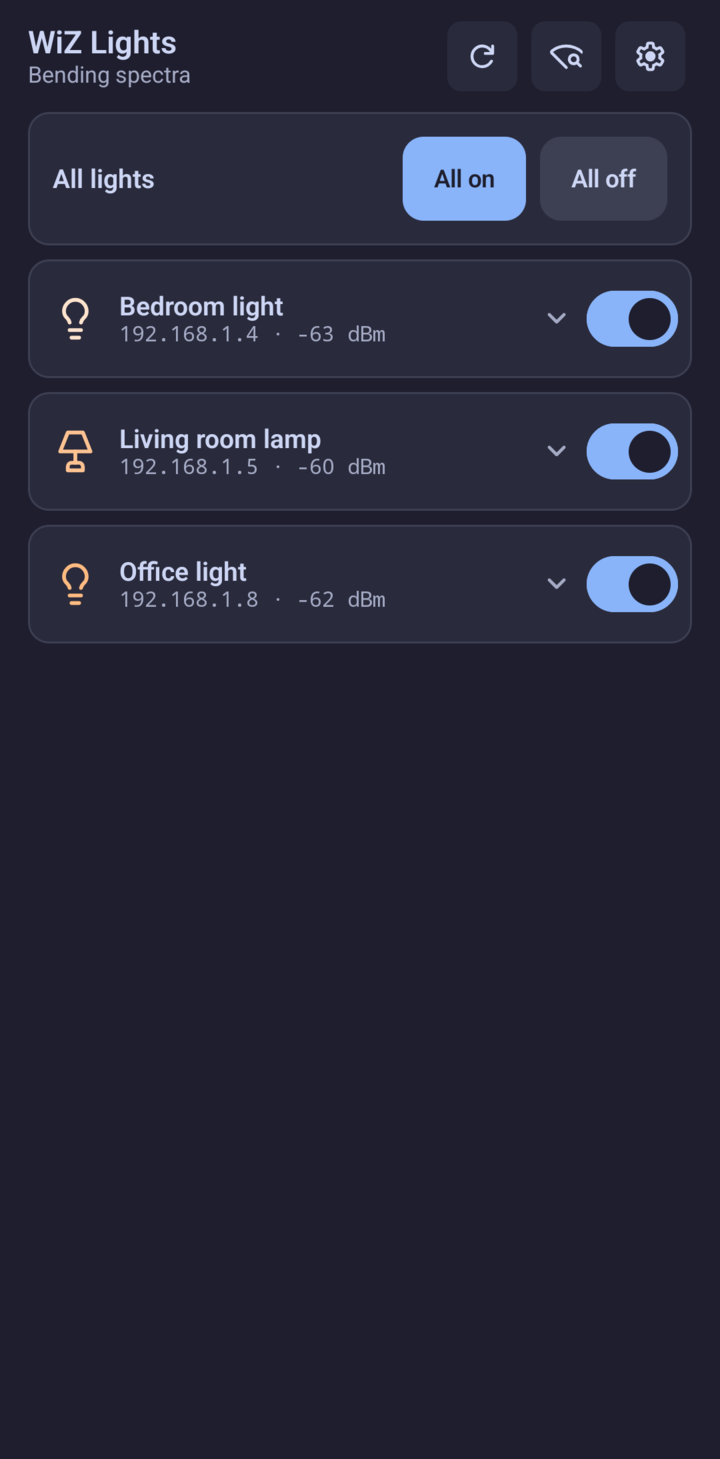 WiZ Lights
Bending spectra
All lights
All on
All off
Bedroom light
192.168.1.4 · -63 dBm
Living room lamp
192.168.1.5 · -60 dBm
Office light
192.168.1.8 · -62 dBm